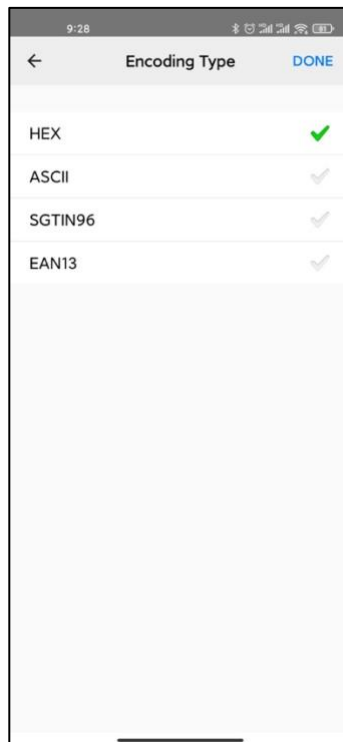 9:28
← Encoding Type DONE
HEX
ASCII
SGTIN96
EAN13